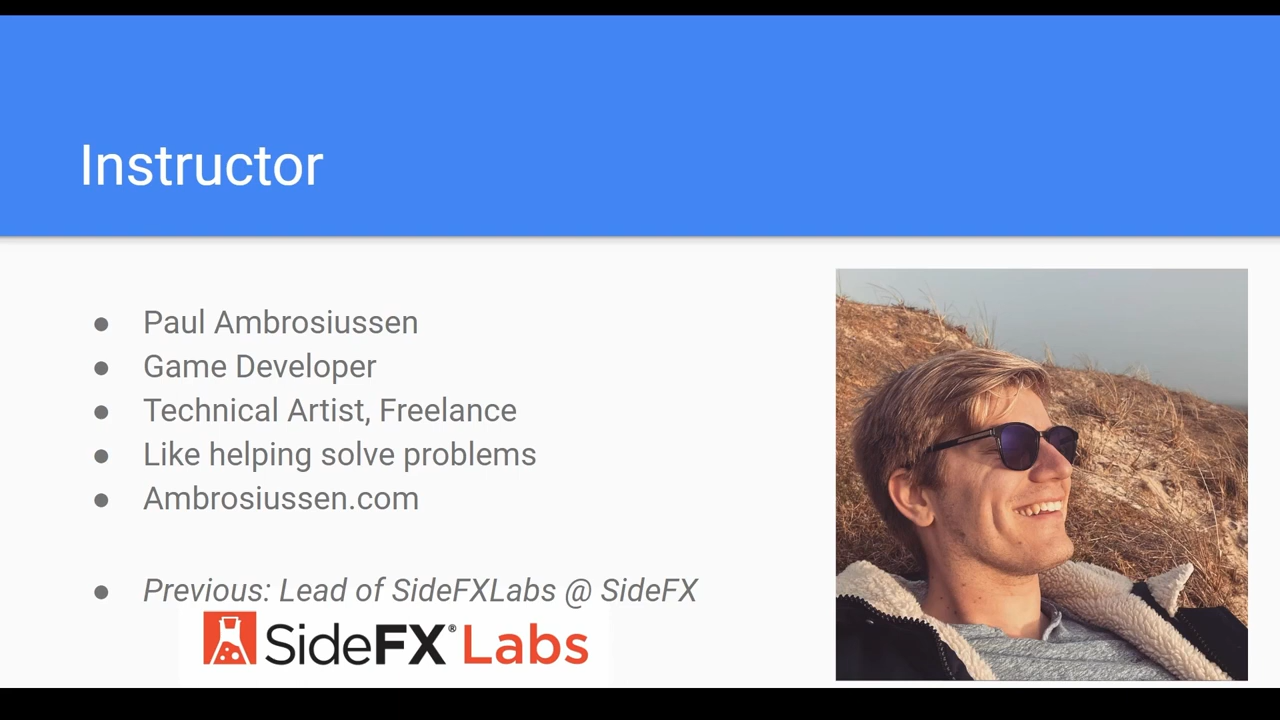 Instructor
● Paul Ambrosiussen
● Game Developer
● Technical Artist, Freelance
● Like helping solve problems
● Ambrosiussen.com
● Previous: Lead of SideFXLabs @ SideFX
SideFX® Labs